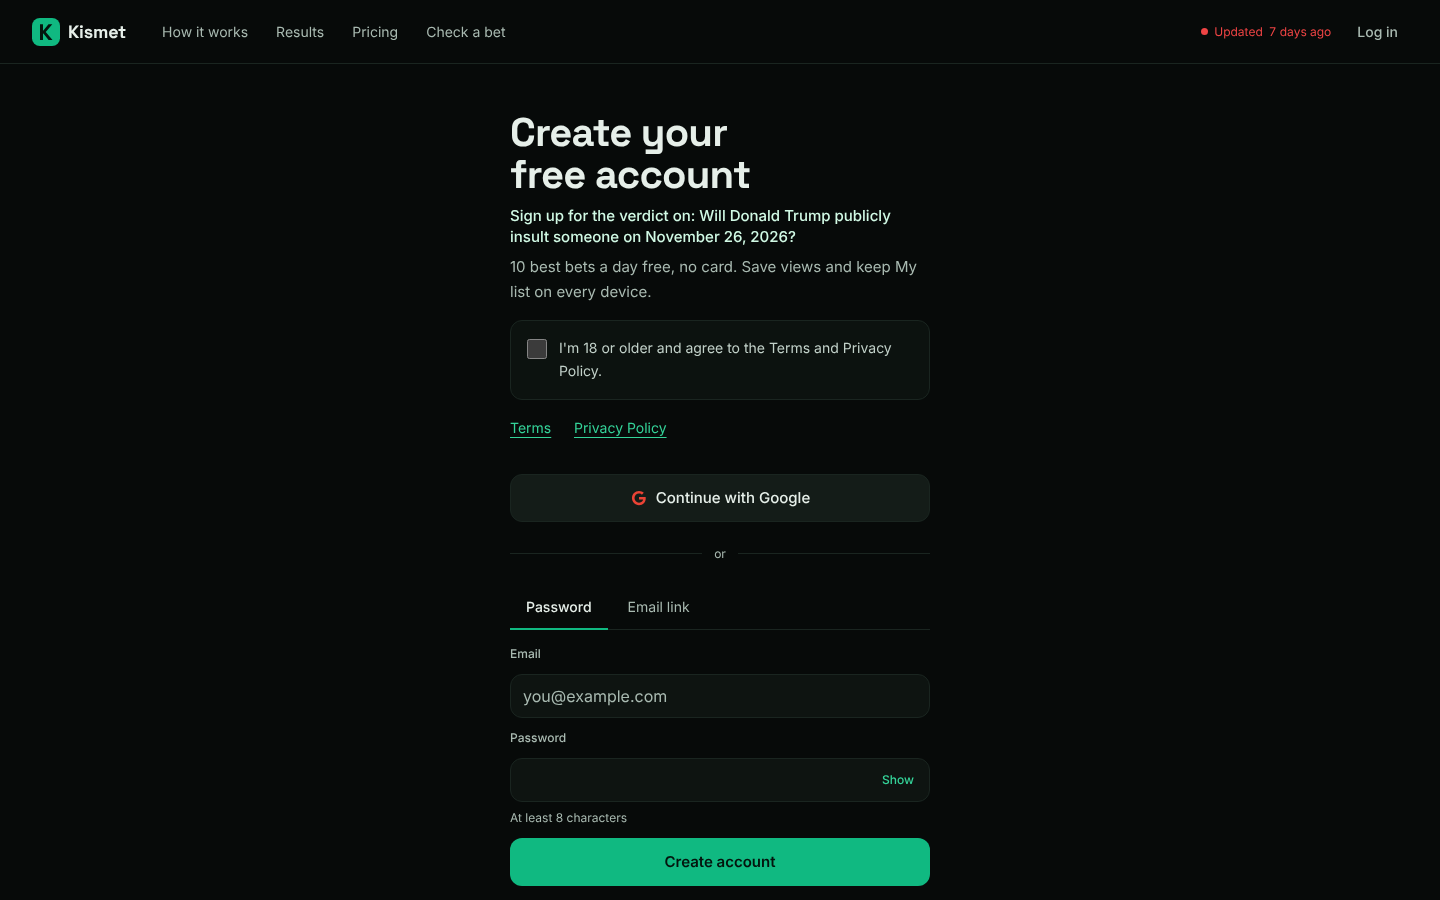 K Kismet How it works Results Pricing Check a bet Updated 7 days ago Log in
Create your
free account
Sign up for the verdict on: Will Donald Trump publicly
insult someone on November 26, 2026?
10 best bets a day free, no card. Save views and keep My
list on every device.
I'm 18 or older and agree to the Terms and Privacy
Policy.
Terms Privacy Policy
Continue with Google
or
Password Email link
Email
you@example.com
Password
Show
At least 8 characters
Create account